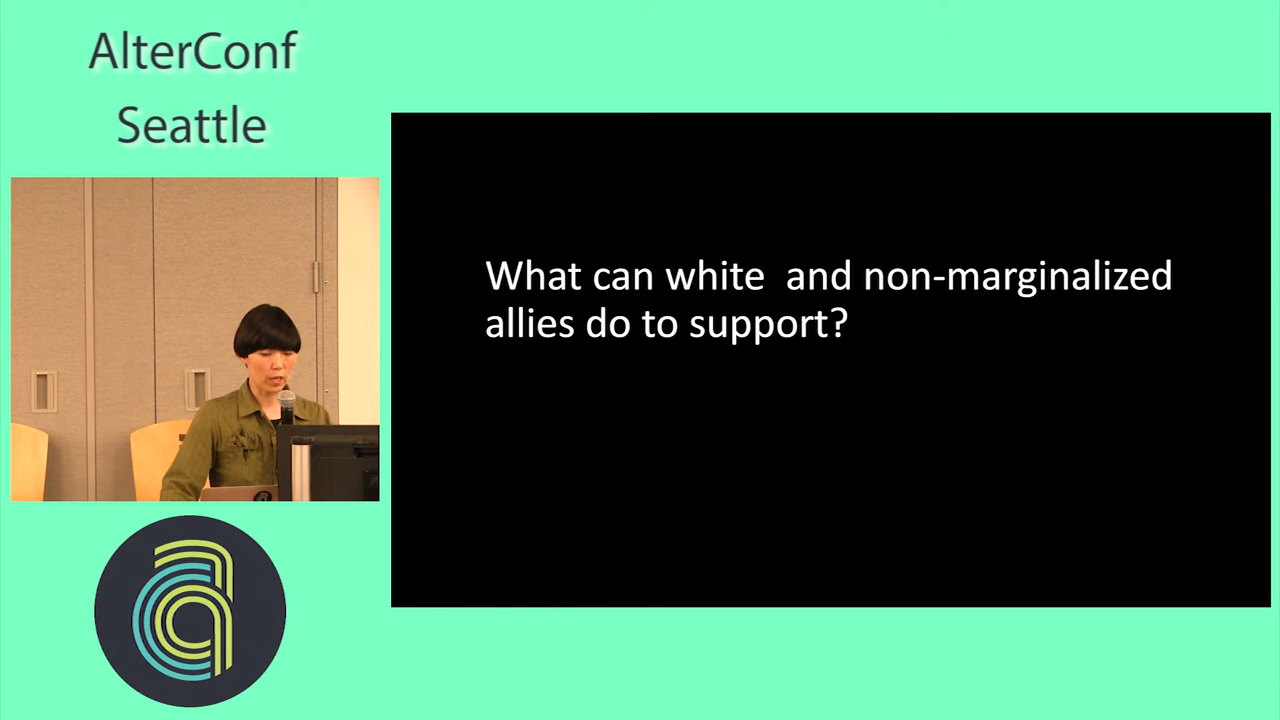 AlterConf
Seattle
What can white  and non-marginalized
allies do to support?